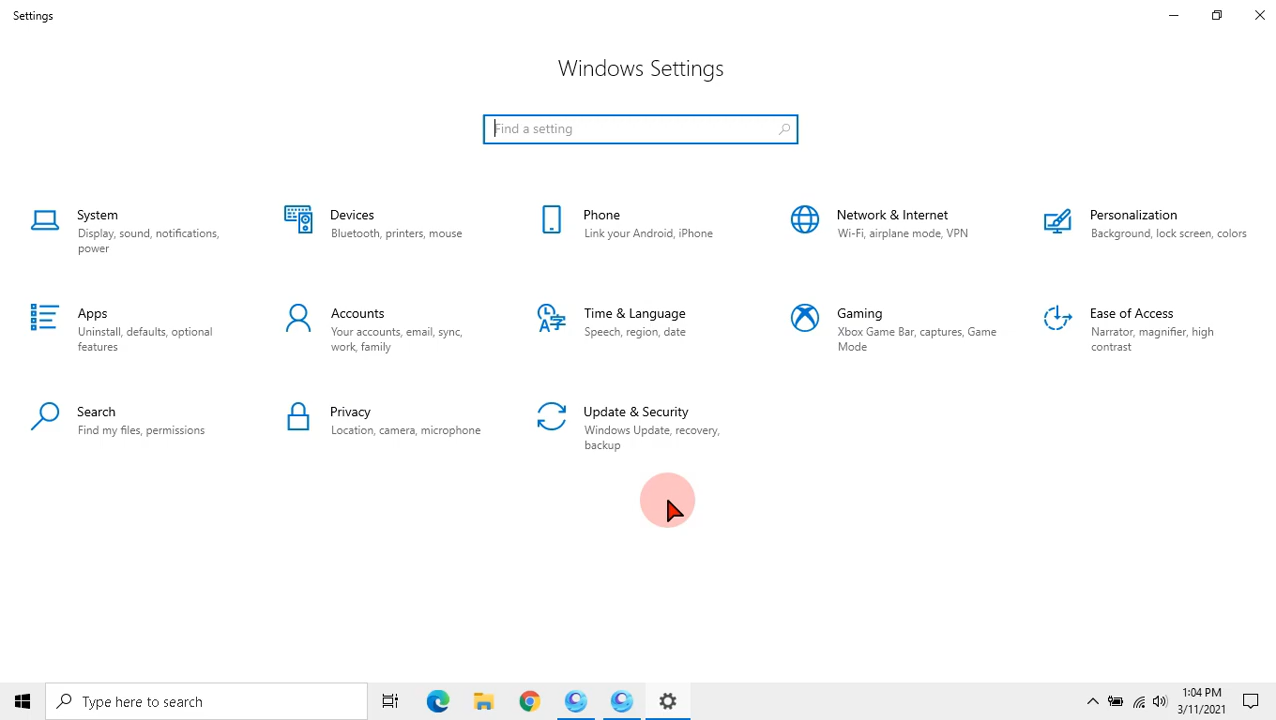 Settings
Windows Settings
Find a setting
System
Display, sound, notifications,
power
Devices
Bluetooth, printers, mouse
Phone
Link your Android, iPhone
Network & Internet
Wi-Fi, airplane mode, VPN
Personalization
Background, lock screen, colors
Apps
Uninstall, defaults, optional
features
Accounts
Your accounts, email, sync,
work, family
Time & Language
Speech, region, date
Gaming
Xbox Game Bar, captures, Game
Mode
Ease of Access
Narrator, magnifier, high
contrast
Search
Find my files, permissions
Privacy
Location, camera, microphone
Update & Security
Windows Update, recovery,
backup
Type here to search
1:04 PM
3/11/2021